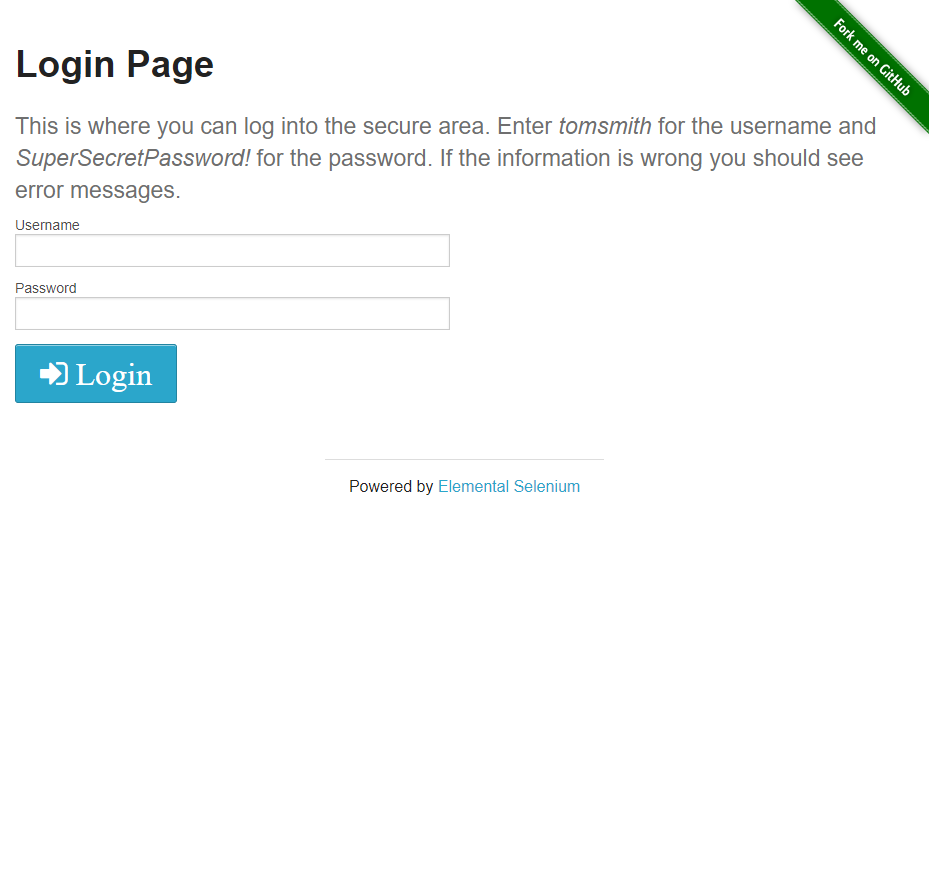 Fork me on GitHub
Login Page
This is where you can log into the secure area. Enter tomsmith for the username and
SuperSecretPassword! for the password. If the information is wrong you should see
error messages.
Username
Password
Login
Powered by Elemental Selenium